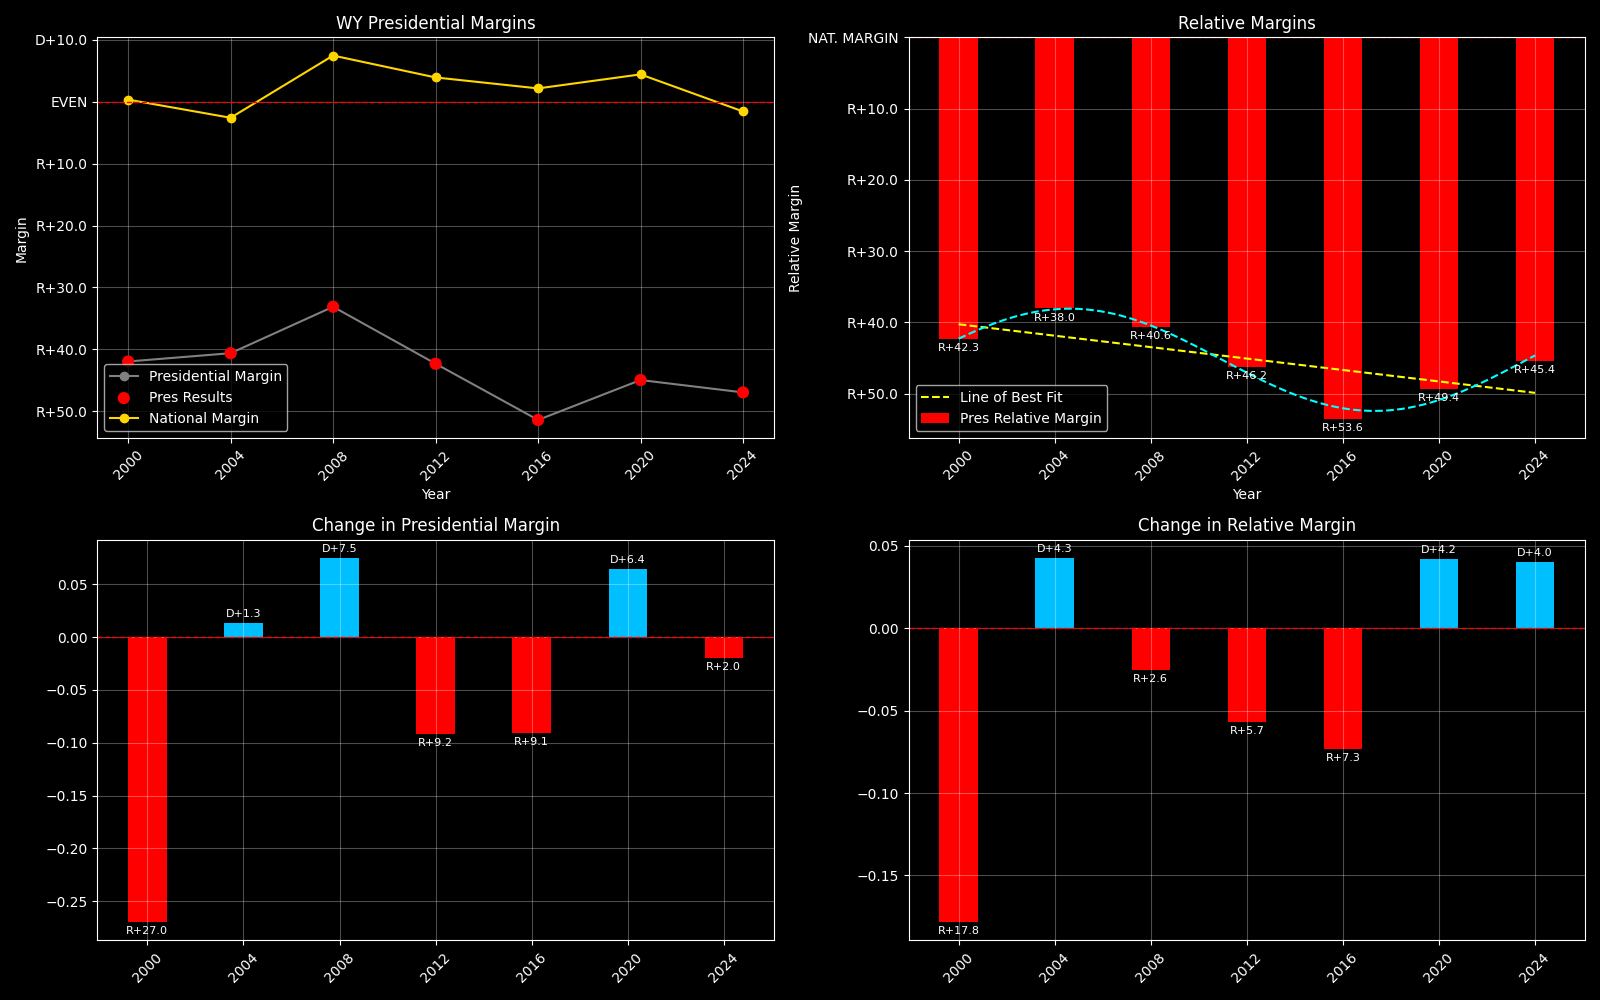 WY Presidential Margins
D+10.0
EVEN
R+10.0
R+20.0
R+30.0
R+40.0
R+50.0
Margin
Presidential Margin
Pres Results
National Margin
2000
2004
2008
2012
2016
2020
2024
Year
Relative Margins
NAT. MARGIN
R+10.0
R+20.0
R+30.0
R+40.0
R+50.0
Relative Margin
R+42.3
R+38.0
R+40.6
R+46.2
R+53.6
R+49.4
R+45.4
Line of Best Fit
Pres Relative Margin
2000
2004
2008
2012
2016
2020
2024
Year
Change in Presidential Margin
0.05
0.00
−0.05
−0.10
−0.15
−0.20
−0.25
R+27.0
D+1.3
D+7.5
R+9.2
R+9.1
D+6.4
R+2.0
2000
2004
2008
2012
2016
2020
2024
Change in Relative Margin
0.05
0.00
−0.05
−0.10
−0.15
R+17.8
D+4.3
R+2.6
R+5.7
R+7.3
D+4.2
D+4.0
2000
2004
2008
2012
2016
2020
2024